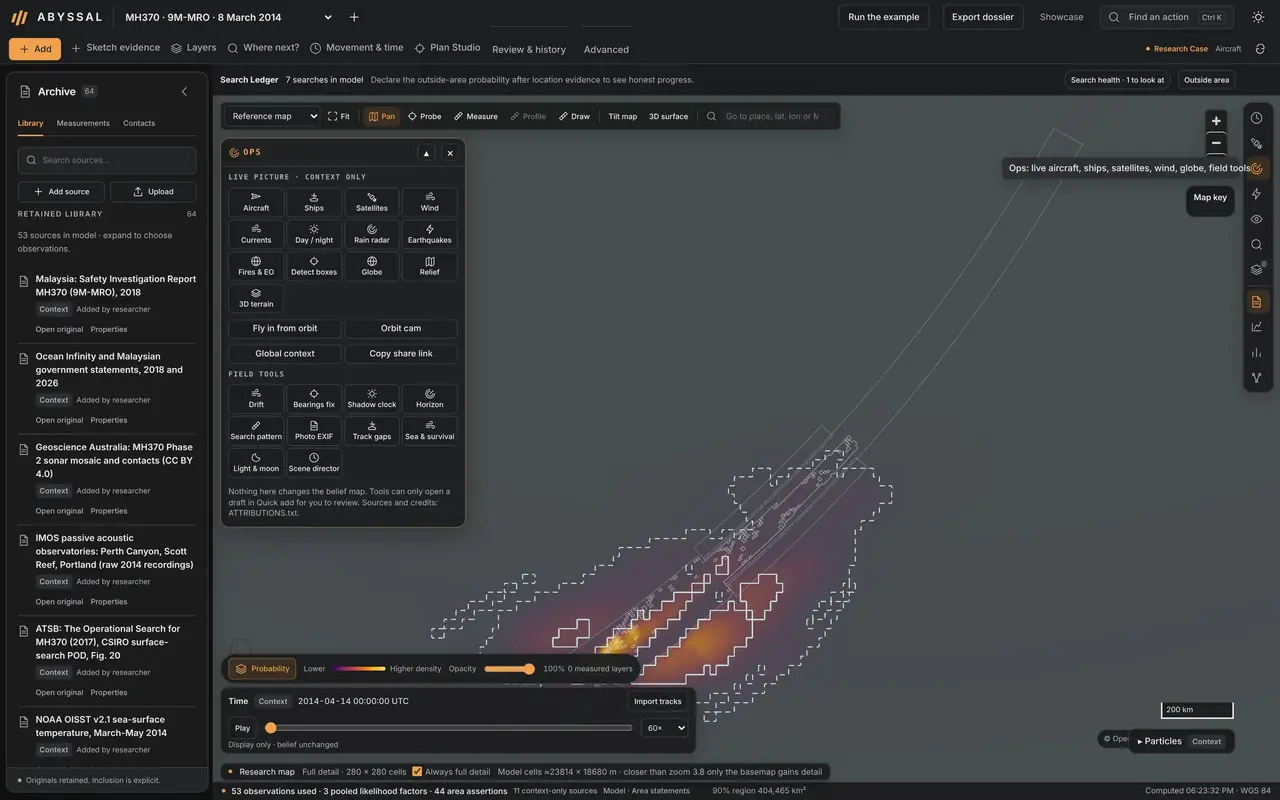 ABYSSAL
MH370 · 9M-MRO · 8 March 2014
Run the example
Export dossier
Showcase
Find an action
Ctrl K
Add
Sketch evidence
Layers
Where next?
Movement & time
Plan Studio
Review & history
Advanced
Research Case
Aircraft
Archive 64
Library
Measurements
Contacts
Search sources...
Add source
Upload
RETAINED LIBRARY
64
53 sources in model · expand to choose
observations.
Malaysia: Safety Investigation Report
MH370 (9M-MRO), 2018
Context Added by researcher
Open original Properties
Ocean Infinity and Malaysian
government statements, 2018 and
2026
Context Added by researcher
Open original Properties
Geoscience Australia: MH370 Phase
2 sonar mosaic and contacts (CC BY
4.0)
Context Added by researcher
Open original Properties
IMOS passive acoustic
observatories: Perth Canyon, Scott
Reef, Portland (raw 2014 recordings)
Context Added by researcher
Open original Properties
ATSB: The Operational Search for
MH370 (2017), CSIRO surface-
search POD, Fig. 20
Context Added by researcher
Open original Properties
NOAA OISST v2.1 sea-surface
temperature, March-May 2014
Context Added by researcher
Originals retained. Inclusion is explicit.
Search Ledger 7 searches in model Declare the outside-area probability after location evidence to see honest progress.
Search health · 1 to look at
Outside area
Reference map
Fit
Pan
Probe
Measure
Profile
Draw
Tilt map
3D surface
Go to place, lat, lon or M
OPS
LIVE PICTURE · CONTEXT ONLY
Aircraft
Ships
Satellites
Wind
Currents
Day / night
Rain radar
Earthquakes
Fires & EO
Detect boxes
Globe
Relief
3D terrain
Fly in from orbit
Orbit cam
Global context
Copy share link
FIELD TOOLS
Drift
Bearings fix
Shadow clock
Horizon
Search pattern
Photo EXIF
Track gaps
Sea & survival
Light & moon
Scene director
Nothing here changes the belief map. Tools can only open a
draft in Quick add for you to review. Sources and credits:
ATTRIBUTIONS.txt.
Ops: live aircraft, ships, satellites, wind, globe, field tools
Map key
0
Probability
Lower
Higher density
Opacity
100%
0 measured layers
Time Context 2014-04-14 00:00:00 UTC
Import tracks
Play
60×
Display only · belief unchanged
200 km
© Ope
▸ Particles Context
Research map Full detail · 280 × 280 cells Always full detail Model cells ≈23814 × 18680 m · closer than zoom 3.8 only the basemap gains detail
53 observations used · 3 pooled likelihood factors · 44 area assertions 11 context-only sources Model · Area statements 90% region 404,465 km²
Computed 06:23:32 PM · WGS 84